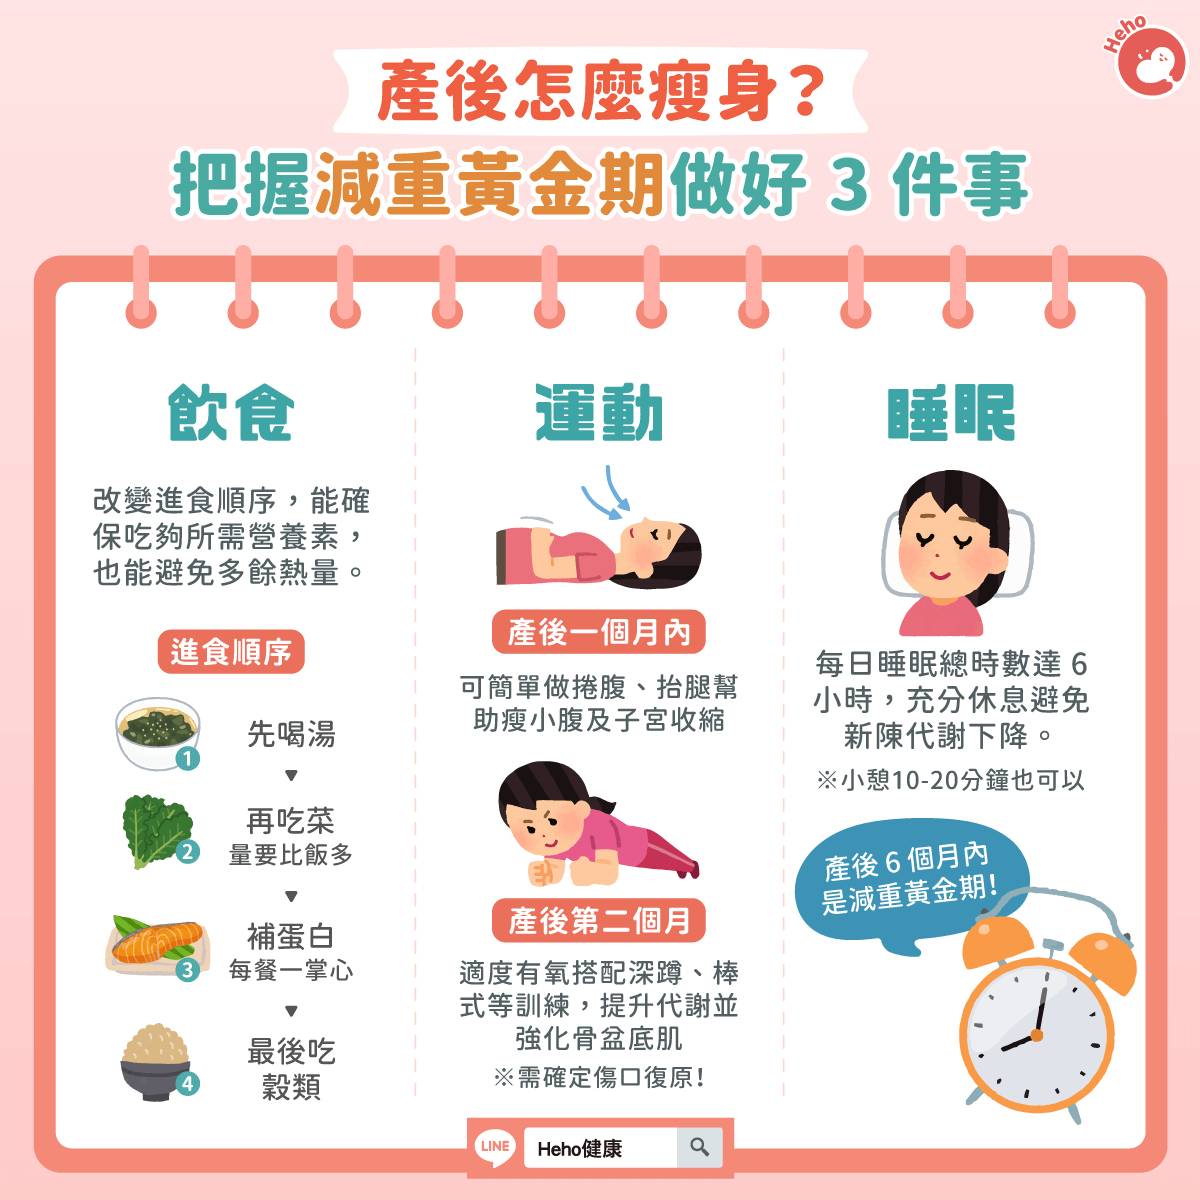 Heho
產後怎麼瘦身？
把握減重黃金期做好 3 件事
飲食
改變進食順序，能確
保吃夠所需營養素，
也能避免多餘熱量。
進食順序
1
先喝湯
▼
2
再吃菜
量要比飯多
▼
3
補蛋白
每餐一掌心
▼
4
最後吃
穀類
運動
產後一個月內
可簡單做捲腹、抬腿幫
助瘦小腹及子宮收縮
產後第二個月
適度有氧搭配深蹲、棒
式等訓練，提升代謝並
強化骨盆底肌
※需確定傷口復原！
睡眠
每日睡眠總時數達 6
小時，充分休息避免
新陳代謝下降。
※小憩10-20分鐘也可以
產後 6 個月內
是減重黃金期！
LINE
Heho健康